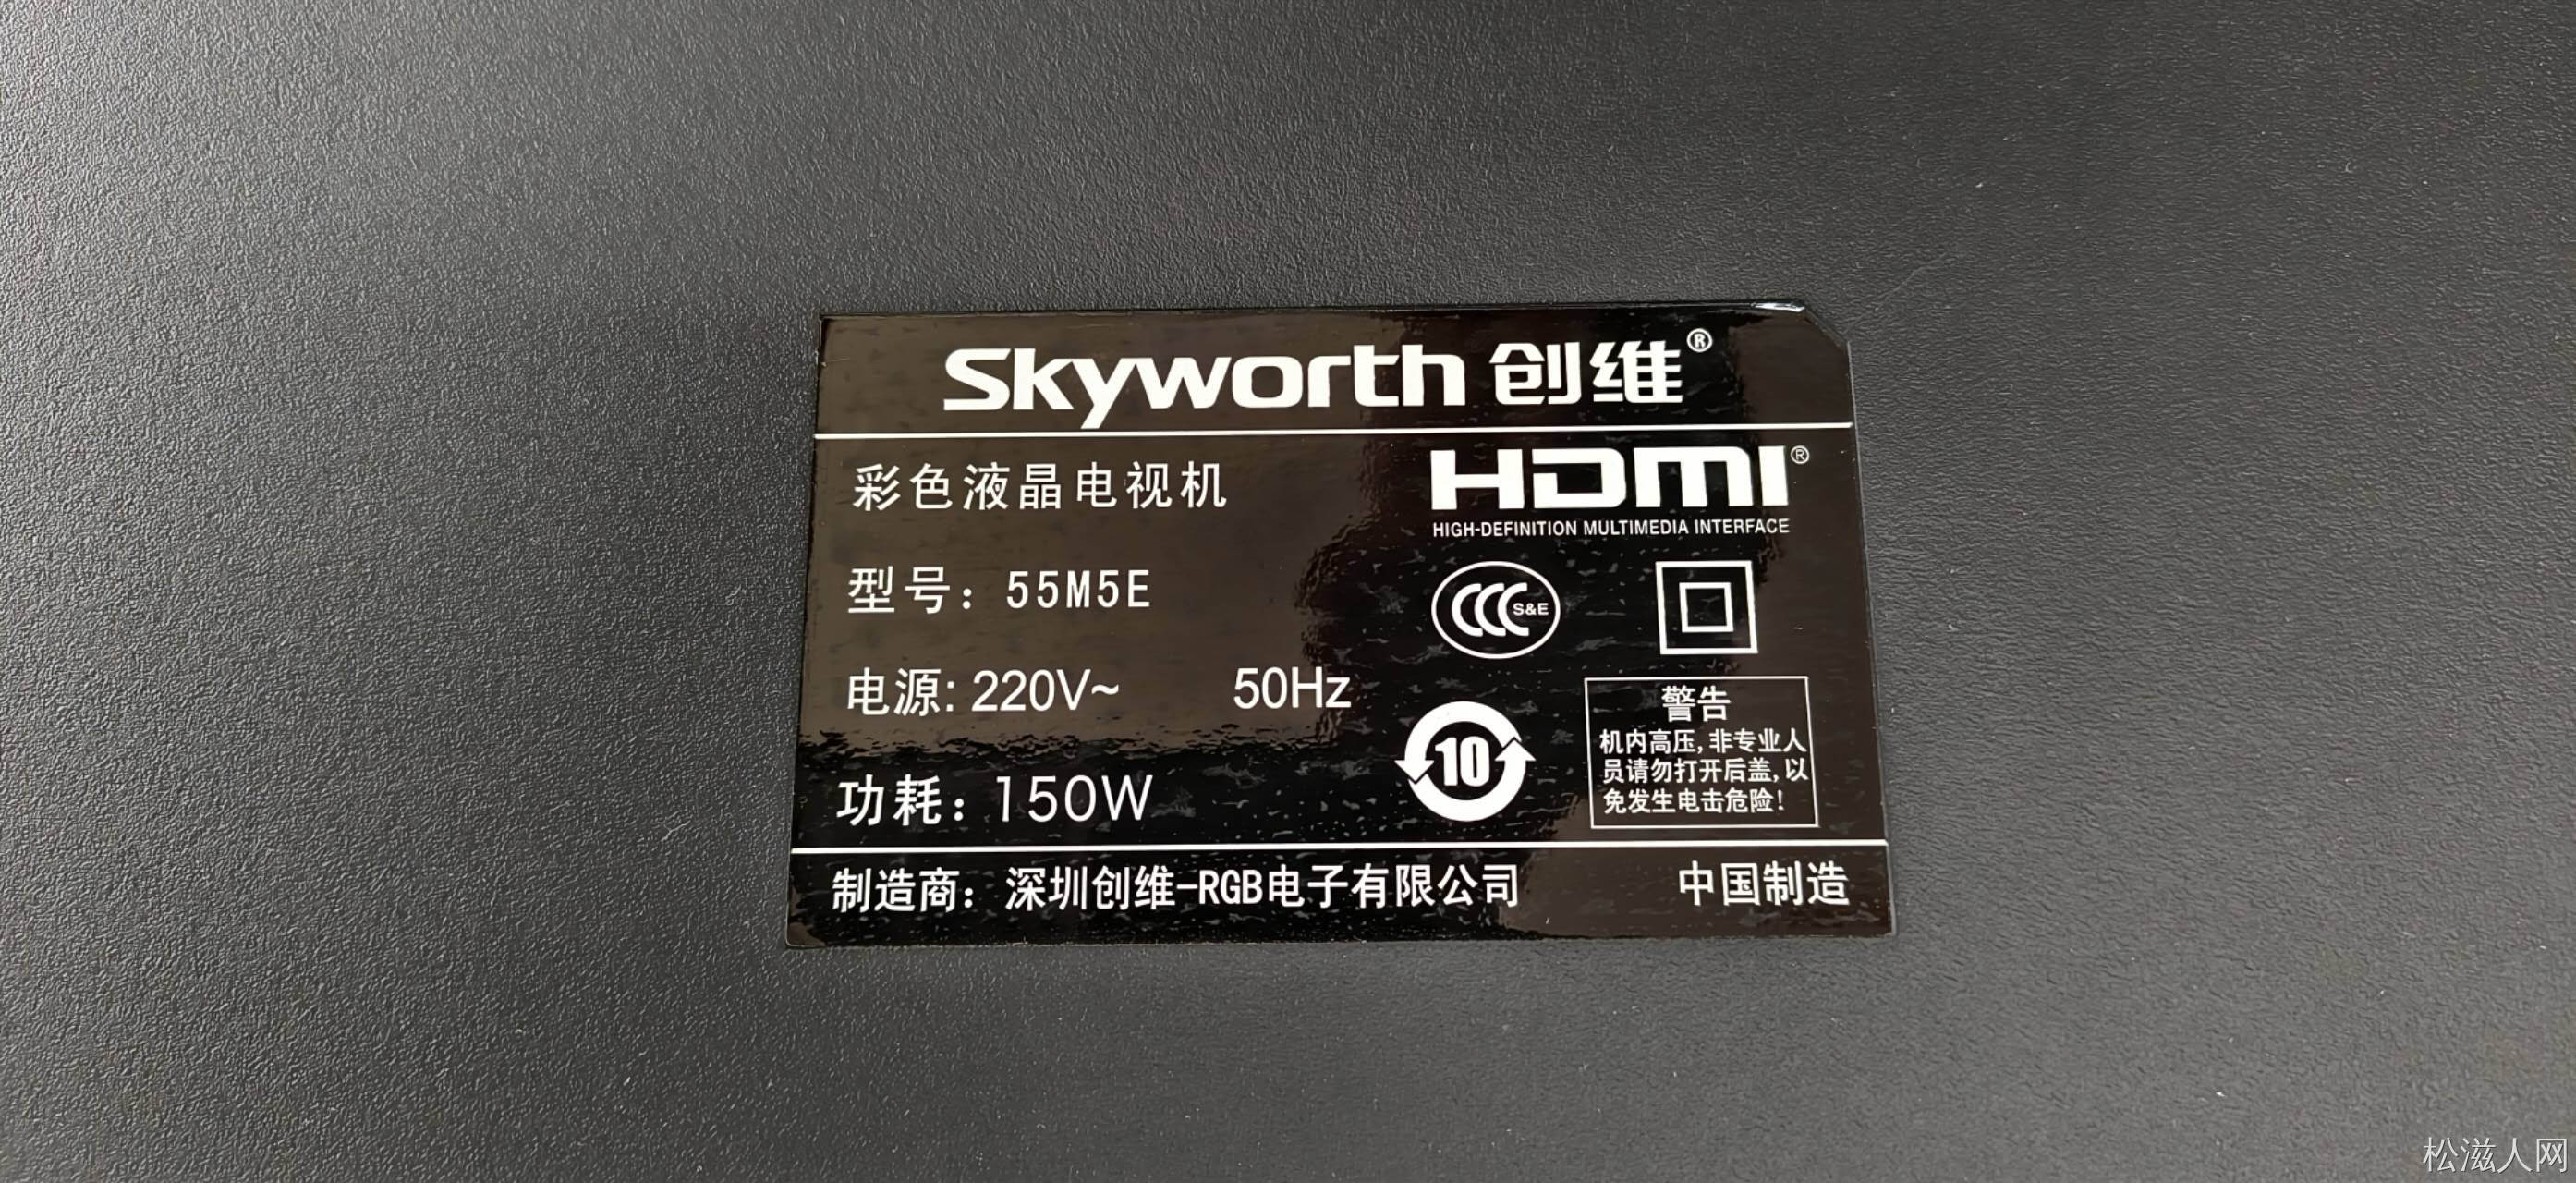 Skyworth 创维®
彩色液晶电视机
HDMI®
HIGH-DEFINITION MULTIMEDIA INTERFACE
型号：55M5E
CCC S&E
电源: 220V~ 50Hz
功耗：150W
10
警告
机内高压,非专业人
员请勿打开后盖,以
免发生电击危险!
制造商：深圳创维-RGB电子有限公司 中国制造
松滋人网